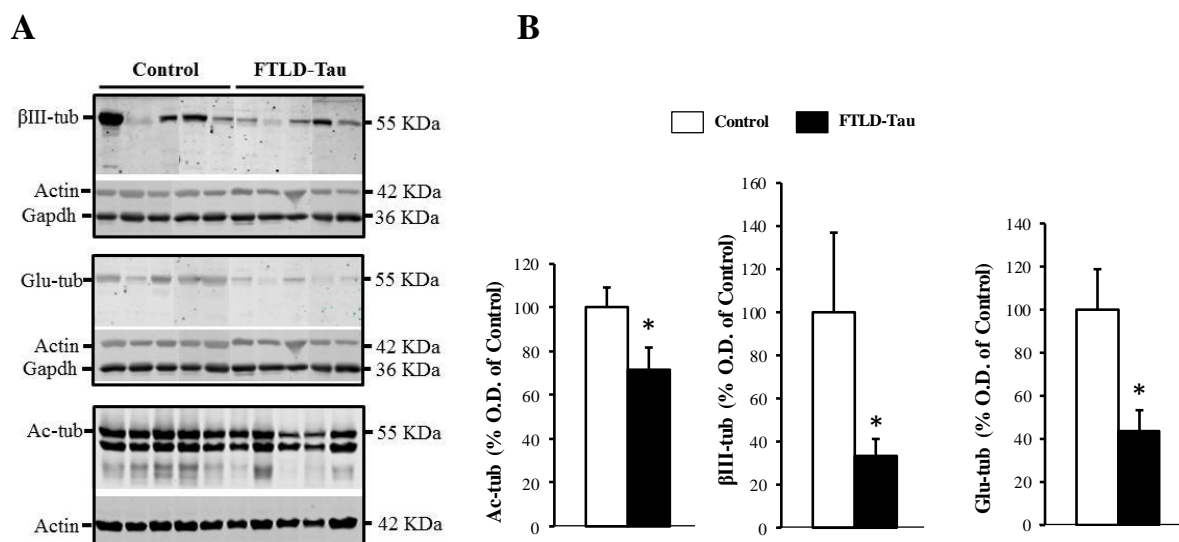 A
Control FTLD-Tau
βIII-tub 55 KDa
Actin 42 KDa
Gapdh 36 KDa
Glu-tub 55 KDa
Actin 42 KDa
Gapdh 36 KDa
Ac-tub 55 KDa
Actin 42 KDa
B
Control FTLD-Tau
Ac-tub (% O.D. of Control)
120
100
80
60
40
20
0
*
βIII-tub (% O.D. of Control)
160
140
120
100
80
60
40
20
0
*
Glu-tub (% O.D. of Control)
140
120
100
80
60
40
20
0
*